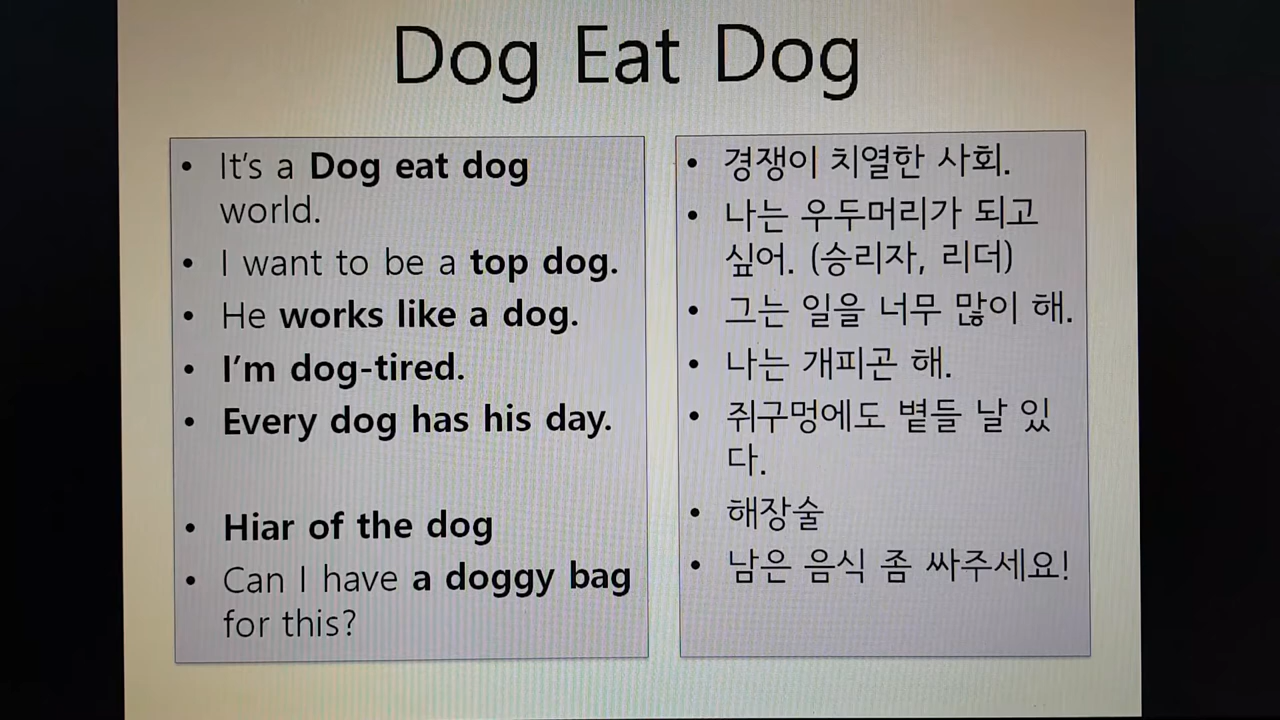 Dog Eat Dog
• It's a Dog eat dog
world.
• I want to be a top dog.
• He works like a dog.
• I'm dog-tired.
• Every dog has his day.
• Hiar of the dog
• Can I have a doggy bag
for this?
• 경쟁이 치열한 사회.
• 나는 우두머리가 되고
싶어. (승리자, 리더)
• 그는 일을 너무 많이 해.
• 나는 개피곤 해.
• 쥐구멍에도 볕들 날 있
다.
• 해장술
• 남은 음식 좀 싸주세요!